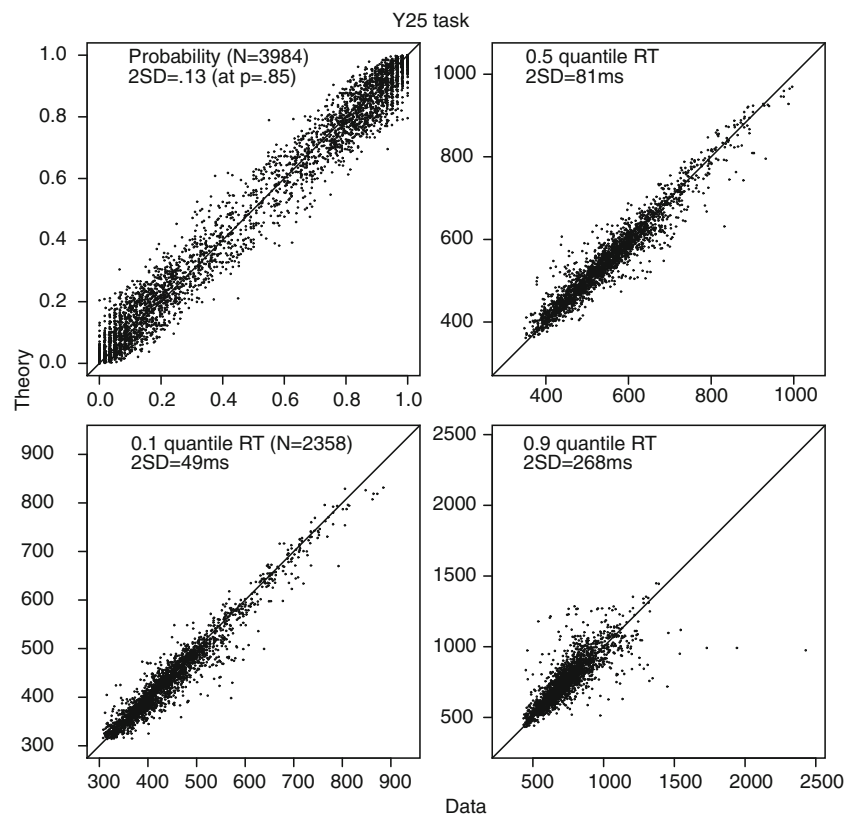 Y25 task
Probability (N=3984)
2SD=.13 (at p=.85)
1.0
0.8
0.6
0.4
0.2
0.0
0.0 0.2 0.4 0.6 0.8 1.0
0.5 quantile RT
2SD=81ms
1000
800
600
400
400 600 800 1000
Theory
0.1 quantile RT (N=2358)
2SD=49ms
900
800
700
600
500
400
300
300 400 500 600 700 800 900
0.9 quantile RT
2SD=268ms
2500
2000
1500
1000
500
500 1000 1500 2000 2500
Data